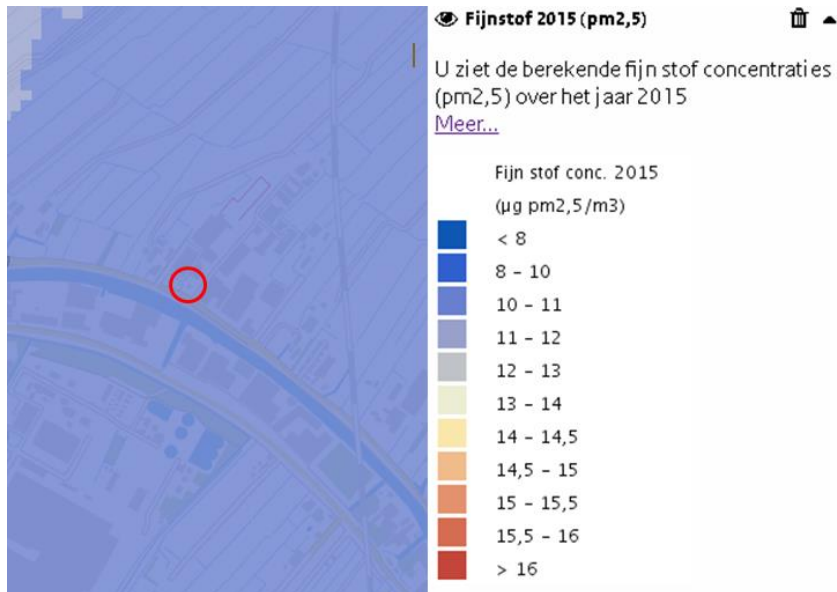 Fijnstof 2015 (pm2,5)
U ziet de berekende fijn stof concentraties
(pm2,5) over het jaar 2015
Meer...
Fijn stof conc. 2015
(µg pm2,5/m3)
< 8
8 – 10
10 – 11
11 – 12
12 – 13
13 – 14
14 – 14,5
14,5 – 15
15 – 15,5
15,5 – 16
> 16